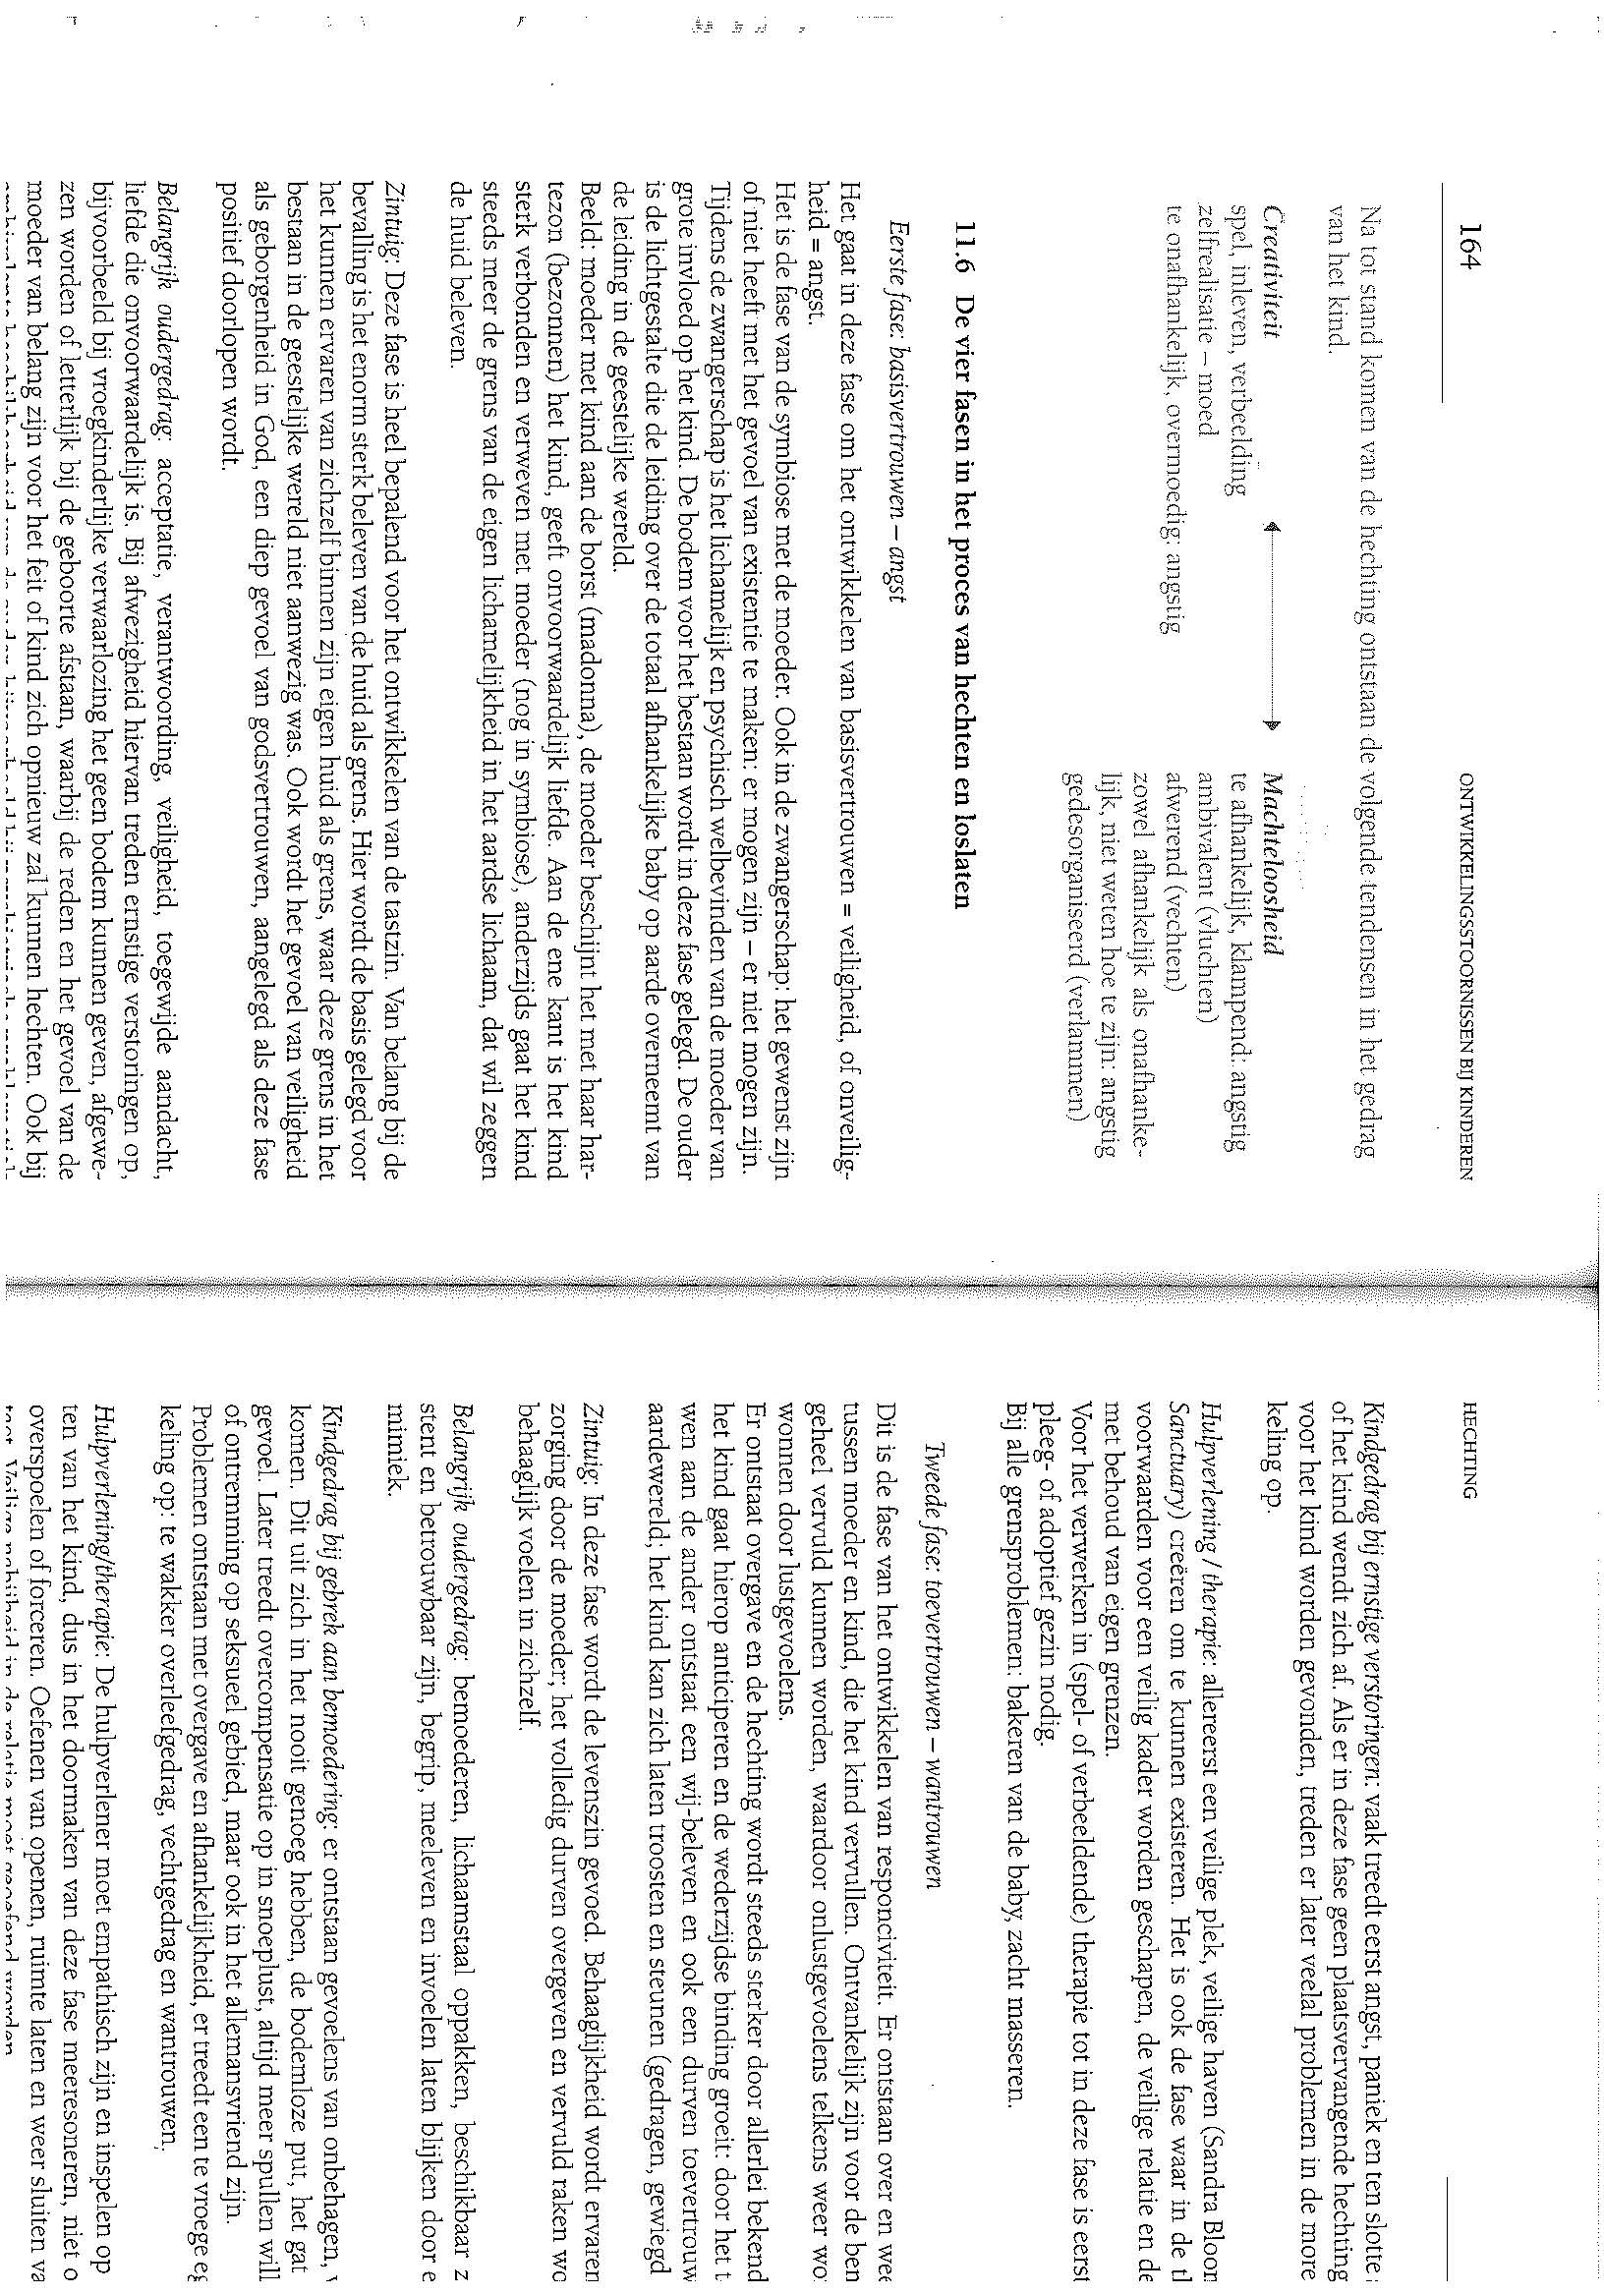 164
ONTWIKKELINGSSTOORNISSEN BIJ KINDEREN
Na tot stand komen van de hechting ontstaan de volgende tendensen in het gedrag
van het kind.
Creativiteit
spel, inleven, verbeelding
zelfrealisatie – moed
te onafhankelijk, overmoedig: angstig
Machteloosheid
te afhankelijk, klampend: angstig
ambivalent (vluchten)
afwerend (vechten)
zowel afhankelijk als onafhanke-
lijk, niet weten hoe te zijn: angstig
gedesorganiseerd (verlammen)
11.6 De vier fasen in het proces van hechten en loslaten
Eerste fase: basisvertrouwen – angst
Het gaat in deze fase om het ontwikkelen van basisvertrouwen = veiligheid, of onveilig-
heid = angst.
Het is de fase van de symbiose met de moeder. Ook in de zwangerschap: het gewenst zijn
of niet heeft met het gevoel van existentie te maken: er mogen zijn – er niet mogen zijn.
Tijdens de zwangerschap is het lichamelijk en psychisch welbevinden van de moeder van
grote invloed op het kind. De bodem voor het bestaan wordt in deze fase gelegd. De ouder
is de lichtgestalte die de leiding over de totaal afhankelijke baby op aarde overneemt van
de leiding in de geestelijke wereld.
Beeld: moeder met kind aan de borst (madonna), de moeder beschijnt het met haar har-
tezon (bezonnen) het kind, geeft onvoorwaardelijk liefde. Aan de ene kant is het kind
sterk verbonden en verweven met moeder (nog in symbiose), anderzijds gaat het kind
steeds meer de grens van de eigen lichamelijkheid in het aardse lichaam, dat wil zeggen
de huid beleven.
Zintuig: Deze fase is heel bepalend voor het ontwikkelen van de tastzin. Van belang bij de
bevalling is het enorm sterk beleven van de huid als grens. Hier wordt de basis gelegd voor
het kunnen ervaren van zichzelf binnen zijn eigen huid als grens, waar deze grens in het
bestaan in de geestelijke wereld niet aanwezig was. Ook wordt het gevoel van veiligheid
als geborgenheid in God, een diep gevoel van godsvertrouwen, aangelegd als deze fase
positief doorlopen wordt.
Belangrijk oudergedrag: acceptatie, verantwoording, veiligheid, toegewijde aandacht,
liefde die onvoorwaardelijk is. Bij afwezigheid hiervan treden ernstige verstoringen op,
bijvoorbeeld bij vroegkinderlijke verwaarlozing het geen bodem kunnen geven, afgewe-
zen worden of letterlijk bij de geboorte afstaan, waarbij de reden en het gevoel van de
moeder van belang zijn voor het feit of kind zich opnieuw zal kunnen hechten. Ook bij
HECHTING
Kindgedrag bij ernstige verstoringen: vaak treedt eerst angst, paniek en ten slotte
of het kind wendt zich af. Als er in deze fase geen plaatsvervangende hechting
voor het kind worden gevonden, treden er later veelal problemen in de more
keling op.
Hulpverlening / therapie: allereerst een veilige plek, veilige haven (Sandra Bloom
Sanctuary) creëren om te kunnen existeren. Het is ook de fase waar in de tl
voorwaarden voor een veilig kader worden geschapen, de veilige relatie en de
met behoud van eigen grenzen.
Voor het verwerken in (spel- of verbeeldende) therapie tot in deze fase is eerst
pleeg- of adoptief gezin nodig.
Bij alle grensproblemen: bakeren van de baby, zacht masseren.
Tweede fase: toevertrouwen – wantrouwen
Dit is de fase van het ontwikkelen van responciviteit. Er ontstaan over en wee
tussen moeder en kind, die het kind vervullen. Ontvankelijk zijn voor de ben
geheel vervuld kunnen worden, waardoor onlustgevoelens telkens weer wo
wonnen door lustgevoelens.
Er ontstaat overgave en de hechting wordt steeds sterker door allerlei bekend
het kind gaat hierop anticiperen en de wederzijdse binding groeit: door het t
wen aan de ander ontstaat een wij-beleven en ook een durven toevertrouw
aardewereld; het kind kan zich laten troosten en steunen (gedragen, gewiegd
Zintuig: In deze fase wordt de levenszin gevoed. Behaaglijkheid wordt ervaren
zorging door de moeder; het volledig durven overgeven en vervuld raken wo
behaaglijk voelen in zichzelf.
Belangrijk oudergedrag: bemoederen, lichaamstaal oppakken, beschikbaar z
stent en betrouwbaar zijn, begrip, meeleven en invoelen laten blijken door e
mimiek.
Kindgedrag bij gebrek aan bemoedering: er ontstaan gevoelens van onbehagen, v
komen. Dit uit zich in het nooit genoeg hebben, de bodemloze put, het gat
gevoel. Later treedt overcompensatie op in snoeplust, altijd meer spullen will
of ontremming op seksueel gebied, maar ook in het allemansvriend zijn.
Problemen ontstaan met overgave en afhankelijkheid, er treedt een te vroege eg
keling op: te wakker overleefgedrag, vechtgedrag en wantrouwen.
Hulpverlening/therapie: De hulpverlener moet empathisch zijn en inspelen op
ten van het kind, dus in het doormaken van deze fase meeresoneren, niet o
overspoelen of forceren. Oefenen van openen, ruimte laten en weer sluiten va